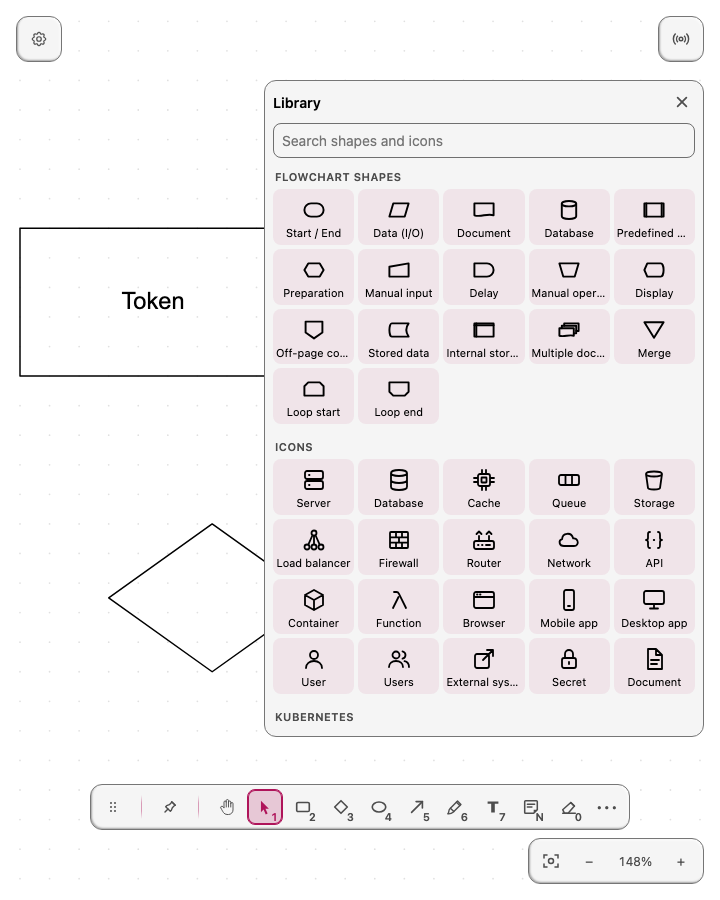 Library
Search shapes and icons
FLOWCHART SHAPES
Start / End
Data (I/O)
Document
Database
Predefined ...
Preparation
Manual input
Delay
Manual oper...
Display
Token
Off-page co...
Stored data
Internal stor...
Multiple doc...
Merge
Loop start
Loop end
ICONS
Server
Database
Cache
Queue
Storage
Load balancer
Firewall
Router
Network
API
Container
Function
Browser
Mobile app
Desktop app
User
Users
External sys...
Secret
Document
KUBERNETES
1
2
3
4
5
6
T 7
N
0
148%